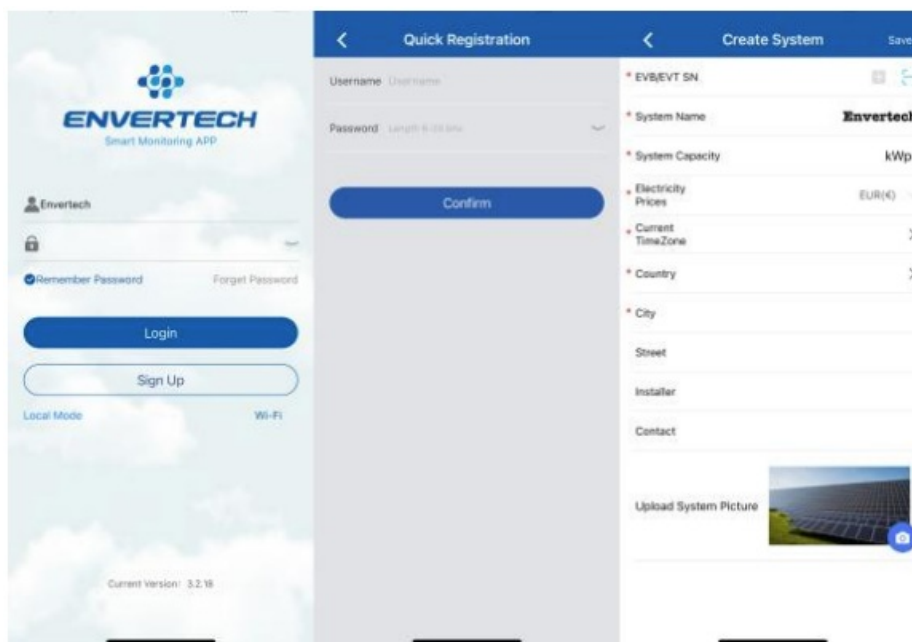 ENVERTECH
Smart Monitoring APP
Envertech
Remember Password
Forget Password
Login
Sign Up
Local Mode
Wi-Fi
Current Version: 3.2.18
Quick Registration
Username Username
Password
Confirm
Create System
Save
* EVB/EVT SN
* System Name Envertech
* System Capacity kWp
* Electricity
Prices
EUR(€)
* Current
TimeZone
* Country
* City
Street
Installer
Contact
Upload System Picture